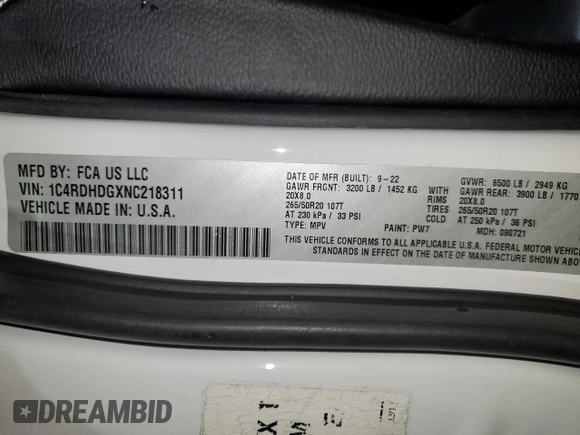 MFD BY: FCA US LLC
VIN: 1C4RDHDGXNC218311
VEHICLE MADE IN: U.S.A.
DATE OF MFR (BUILT): 9-22 GVWR: 6500 LB / 2949 KG
GAWR FRONT: 3200 LB / 1452 KG GAWR REAR: 3900 LB / 1770
20X8.0 RIMS 20X8.0
265/50R20 107T TIRES 265/50R20 107T
AT 230 kPa / 33 PSI AT 250 kPa / 36 PSI
TYPE: MPV PAINT: PW7 MDH: 090721
THIS VEHICLE CONFORMS TO ALL APPLICABLE U.S.A. FEDERAL MOTOR VEHICLE
STANDARDS IN EFFECT ON THE DATE OF MANUFACTURE SHOWN ABOVE
DREAMBID